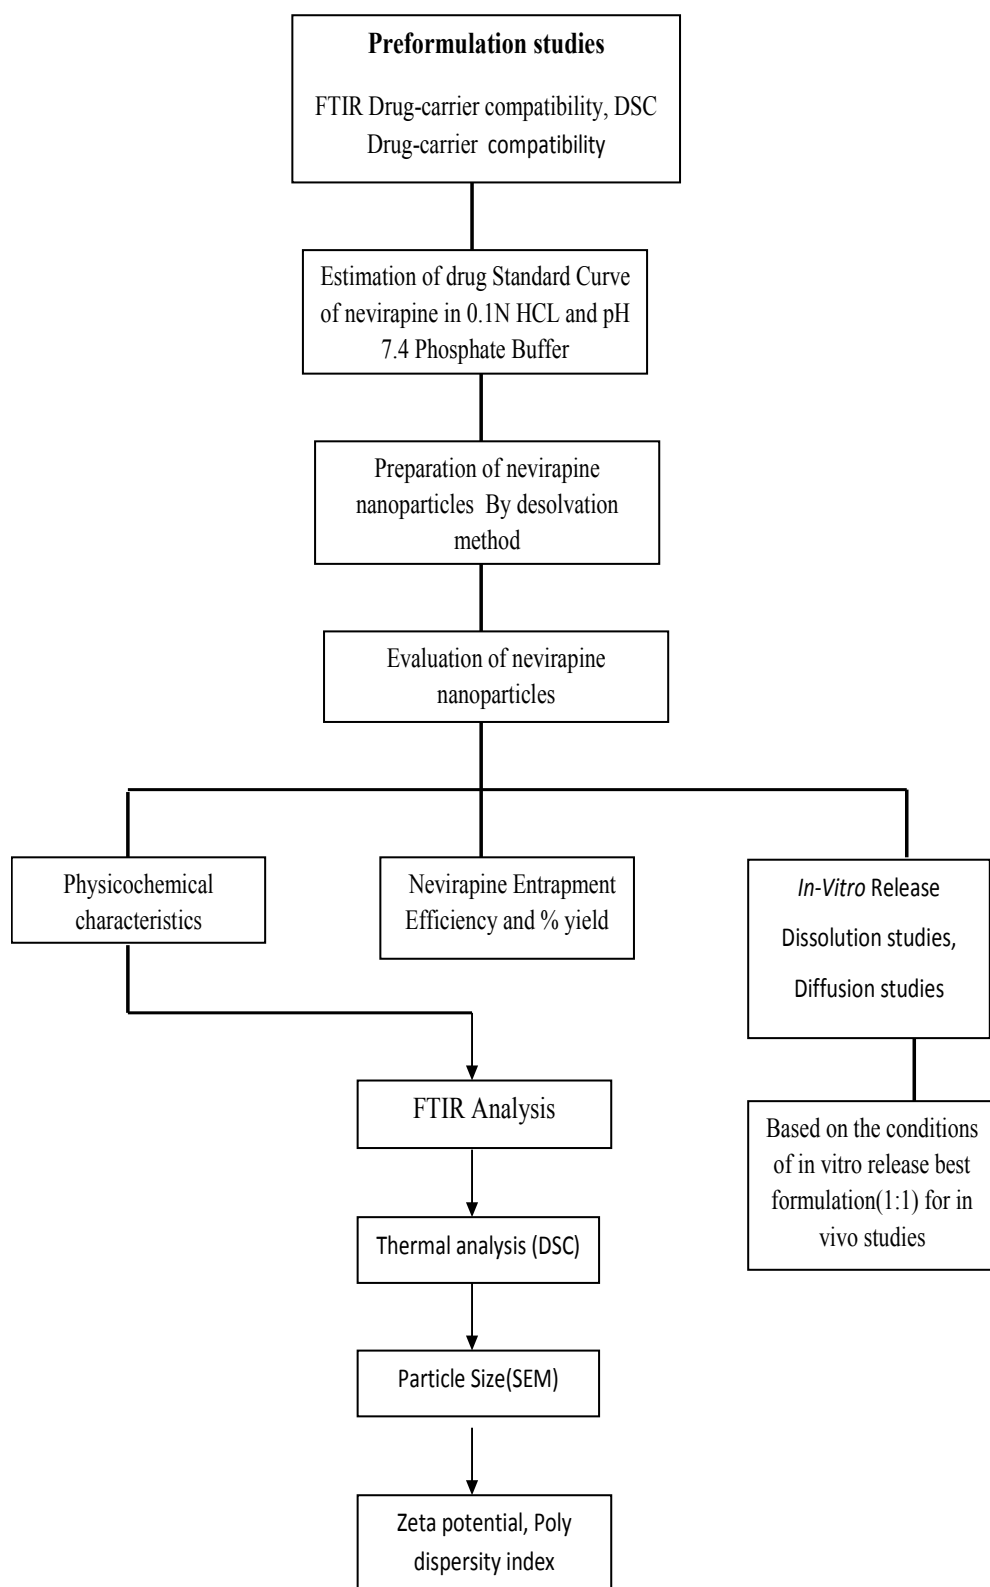 Preformulation studies
FTIR Drug-carrier compatibility, DSC
Drug-carrier compatibility
Estimation of drug Standard Curve
of nevirapine in 0.1N HCL and pH
7.4 Phosphate Buffer
Preparation of nevirapine
nanoparticles By desolvation
method
Evaluation of nevirapine
nanoparticles
Physicochemical
characteristics
Nevirapine Entrapment
Efficiency and % yield
In-Vitro Release
Dissolution studies,
Diffusion studies
FTIR Analysis
Based on the conditions
of in vitro release best
formulation(1:1) for in
vivo studies
Thermal analysis (DSC)
Particle Size(SEM)
Zeta potential, Poly
dispersity index